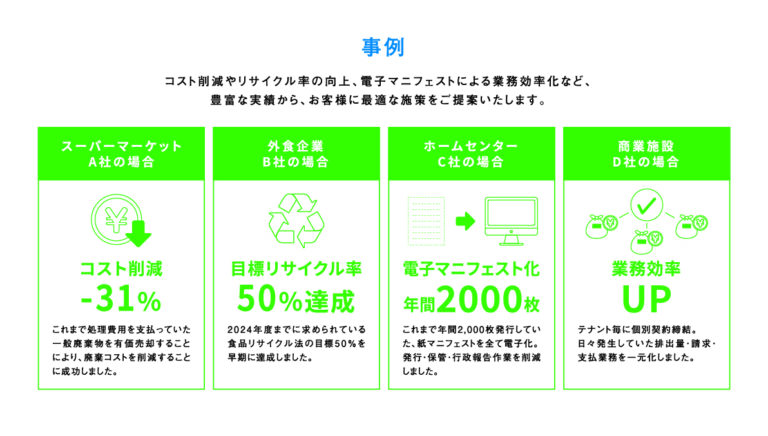 事例
コスト削減やリサイクル率の向上、電子マニフェストによる業務効率化など、
豊富な実績から、お客様に最適な施策をご提案いたします。
スーパーマーケット
A社の場合
コスト削減
-31%
これまで処理費用を支払っていた
一般廃棄物を有価売却すること
により、廃棄コストを削減すること
に成功しました。
外食企業
B社の場合
目標リサイクル率
50%達成
2024年度までに求められている
食品リサイクル法の目標50%を
早期に達成しました。
ホームセンター
C社の場合
電子マニフェスト化
年間2000枚
これまで年間2,000枚発行してい
た、紙マニフェストを全て電子化。
発行・保管・行政報告作業を削減
しました。
商業施設
D社の場合
業務効率
UP
テナント毎に個別契約締結。
日々発生していた排出量・請求・
支払業務を一元化しました。